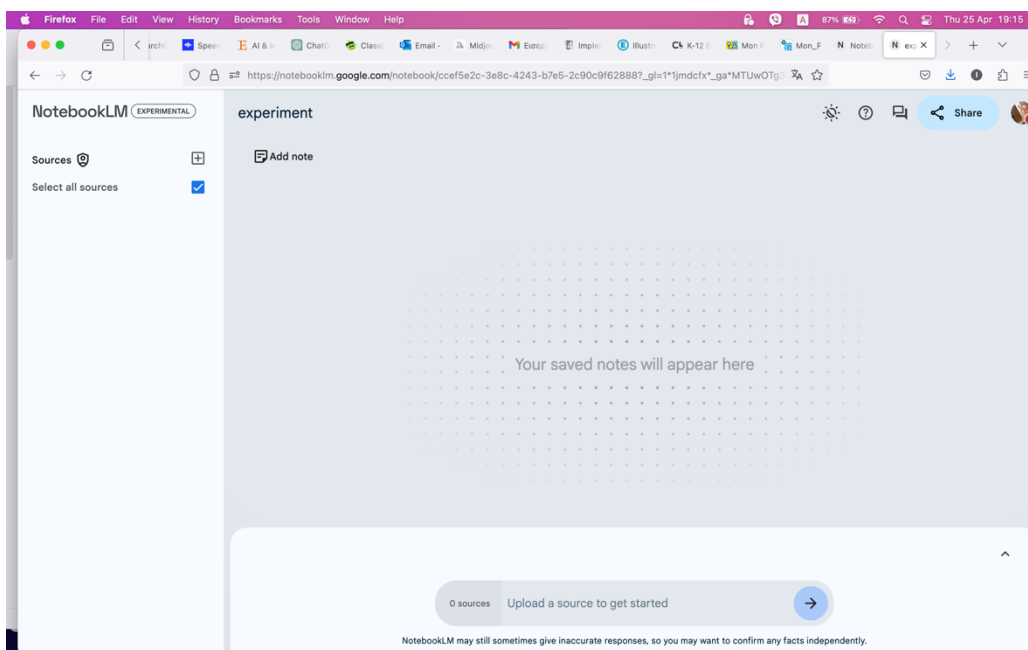 Firefox File Edit View History Bookmarks Tools Window Help 87% Thu 25 Apr 19:15
Speec AI & ChatG Classl Email - Midjo Imple Illustr K-12 Mon Mon_F Noteb exp
https://notebooklm.google.com/notebook/ccef5e2c-3e8c-4243-b7e5-2c90c9f62888?_gl=1*1jmdcfx*_ga*MTUwOTg
NotebookLM EXPERIMENTAL
experiment
Share
Sources
Add note
Select all sources
Your saved notes will appear here
0 sources Upload a source to get started
NotebookLM may still sometimes give inaccurate responses, so you may want to confirm any facts independently.